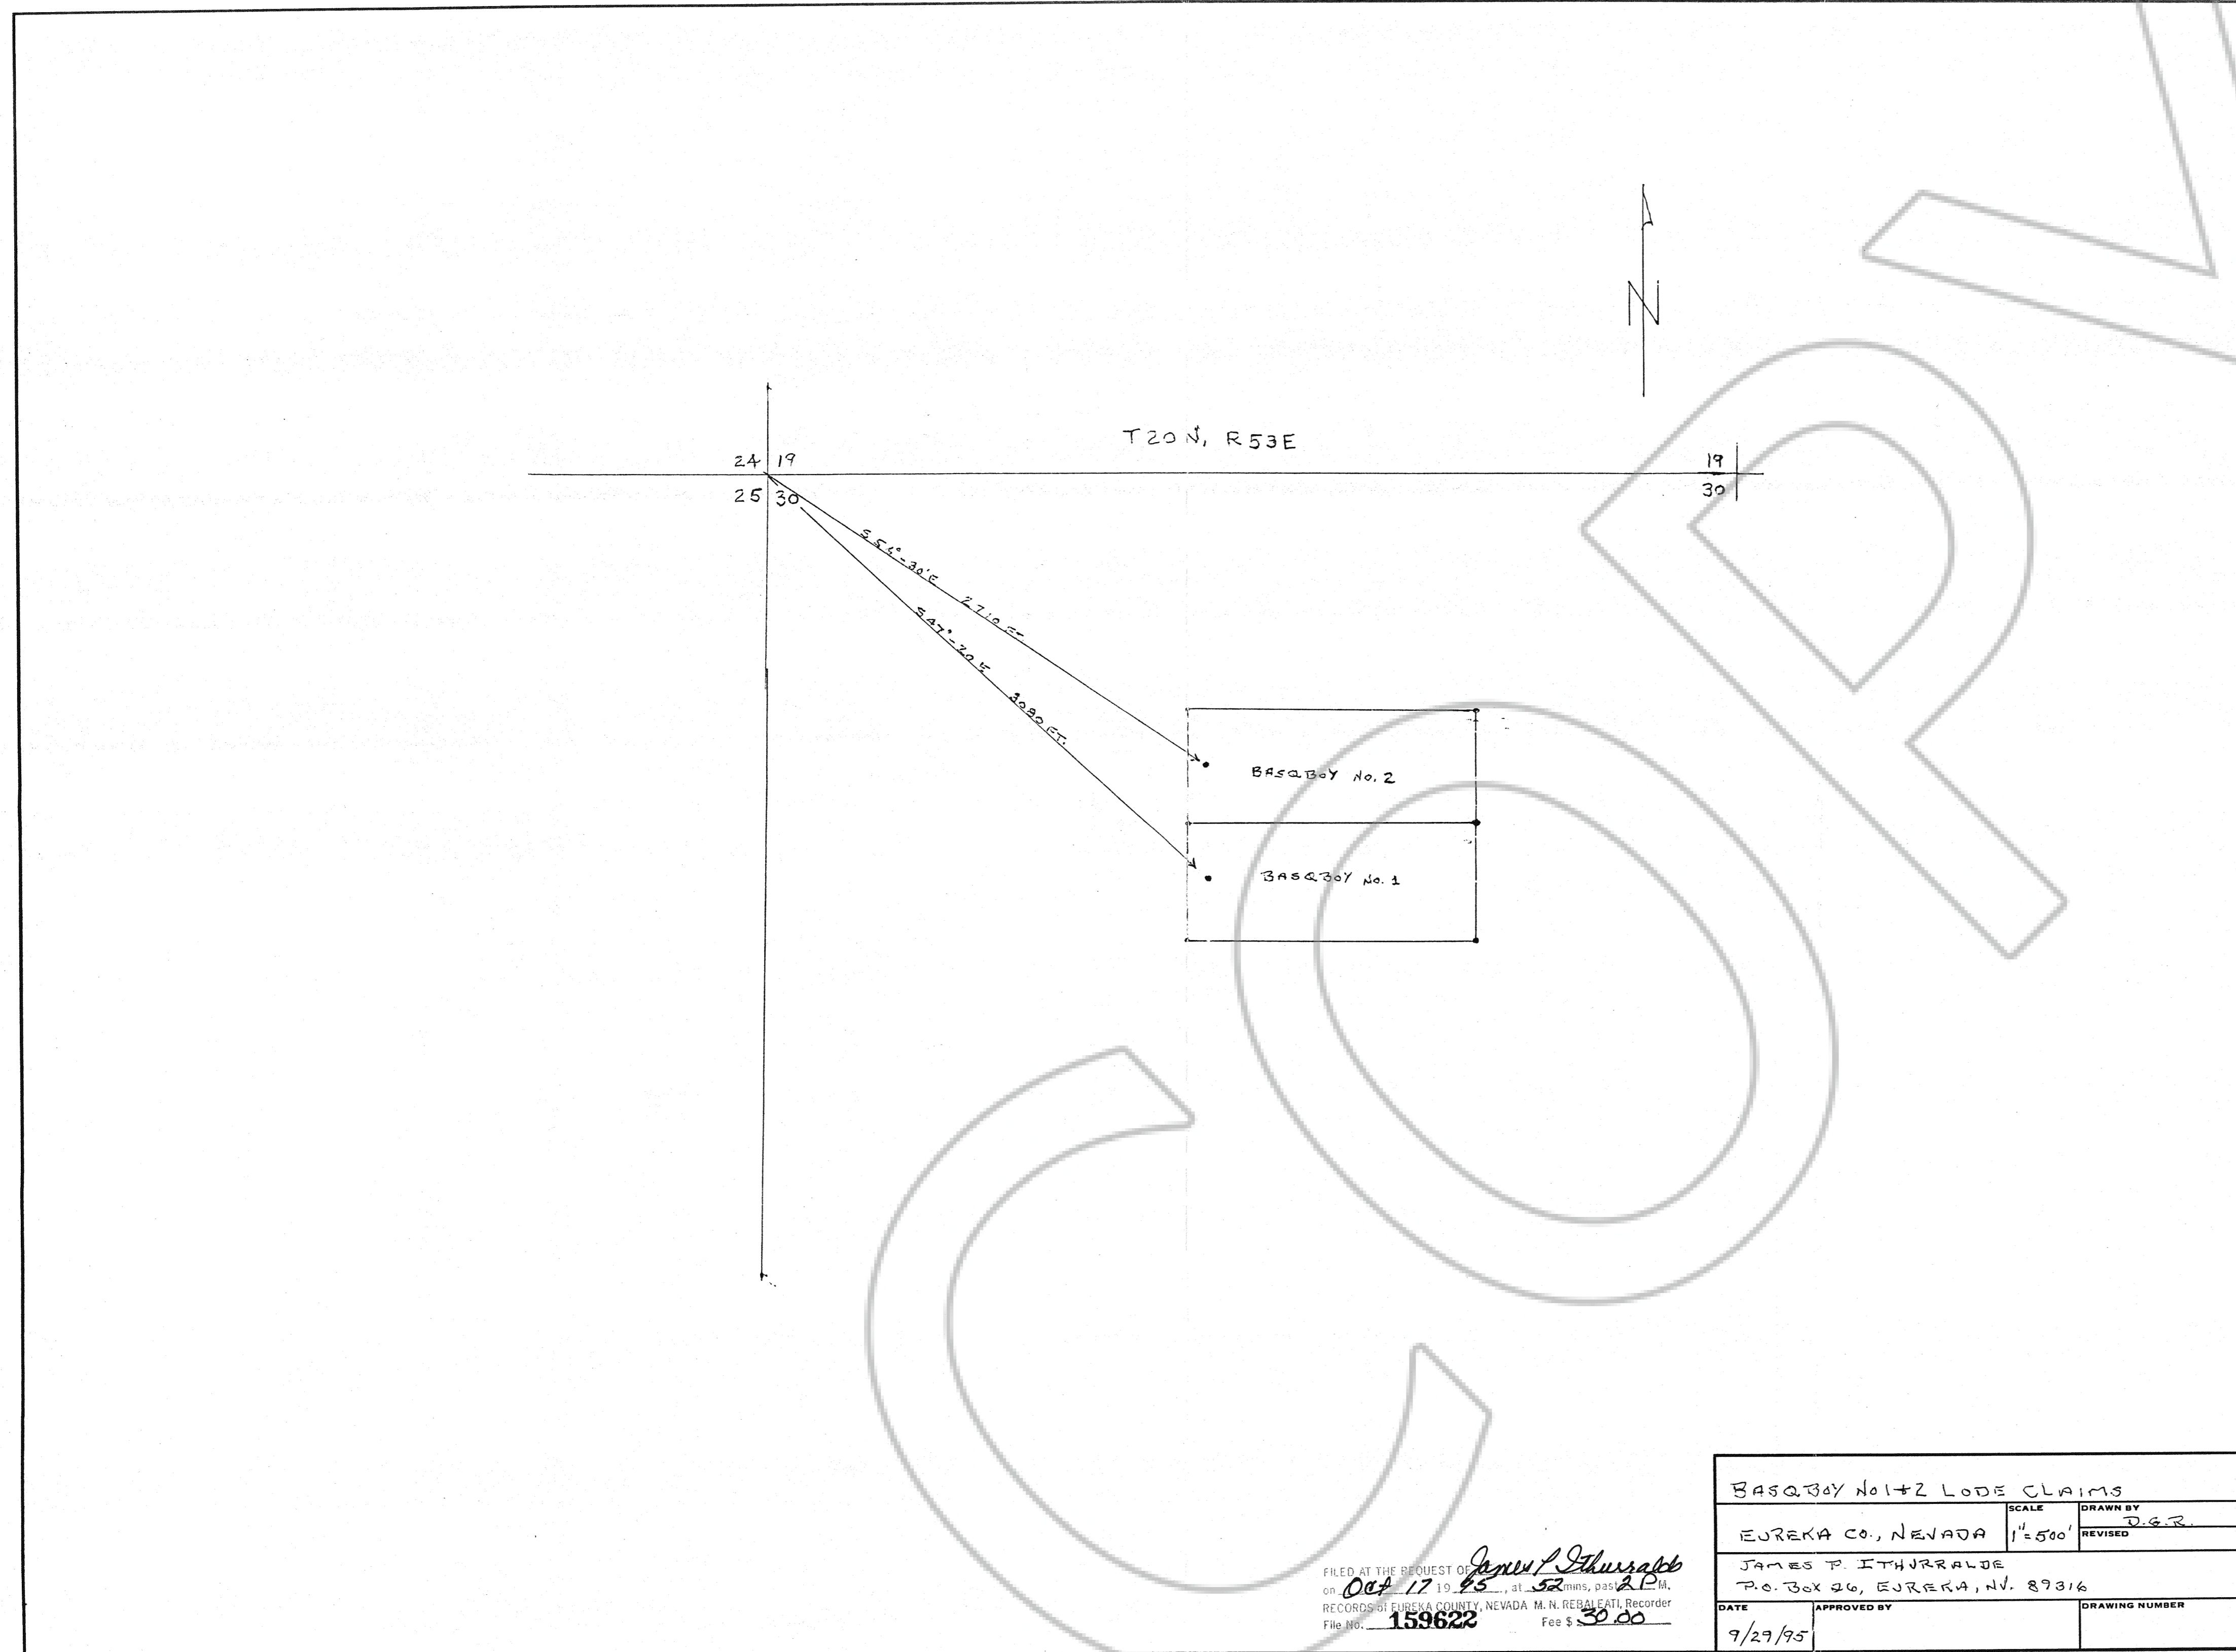 N
T20N, R53E
24 19
25 30
19
30
2710 FT
S47°-20'E
3080 FT.
BASQBOY No. 2
BASQBOY No. 1
COPY
BASQBOY No 1+2 LODE CLAIMS
EUREKA CO., NEVADA
SCALE
1"=500'
DRAWN BY
D.G.R.
REVISED
JAMES P. ITHURRALDE
P.O. BOX 26, EUREKA, NV. 89316
DATE
9/29/95
APPROVED BY
DRAWING NUMBER
FILED AT THE REQUEST OF James P Ithurralde
on Oct 17 19 95, at 52 mins, past 2 P M.
RECORDS of EUREKA COUNTY, NEVADA M. N. REBALEATI, Recorder
File No. 159622 Fee $ 30.00